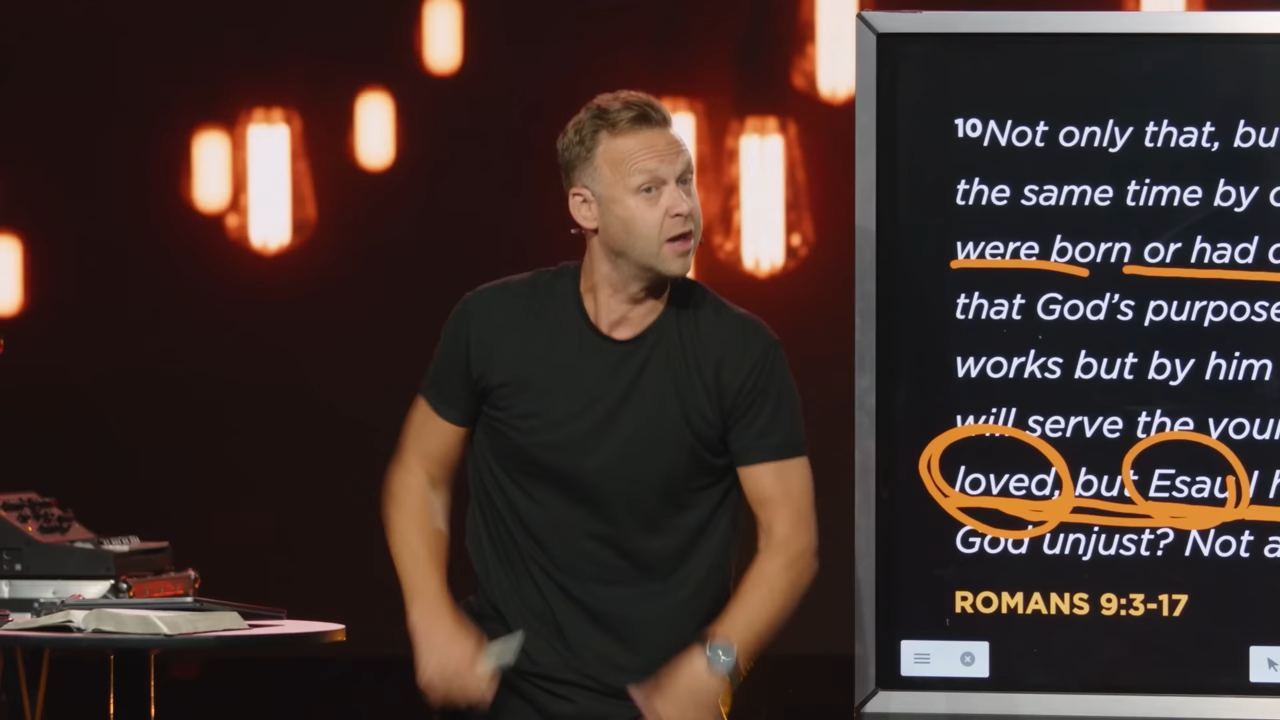 10Not only that, bu
the same time by
were born or had
that God's purpose
works but by him
will serve the your
loved, but Esau I h
God unjust? Not a
ROMANS 9:3-17